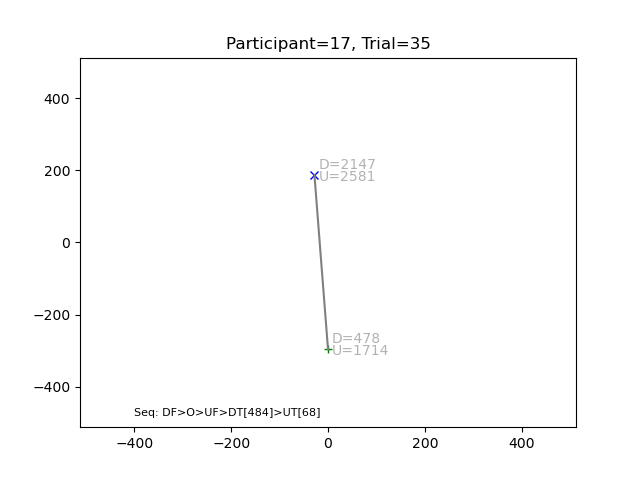 Participant=17, Trial=35
400
200
0
−200
−400
D=2147
U=2581
D=478
U=1714
Seq: DF>O>UF>DT[484]>UT[68]
−400
−200
0
200
400